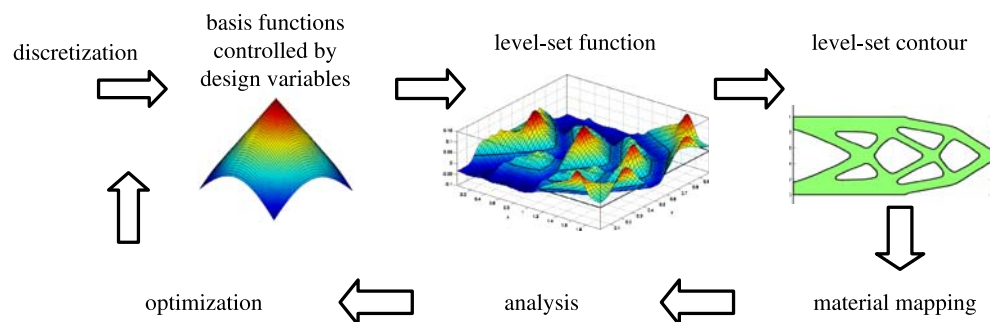 discretization
basis functions
controlled by
design variables
level-set function
level-set contour
material mapping
analysis
optimization